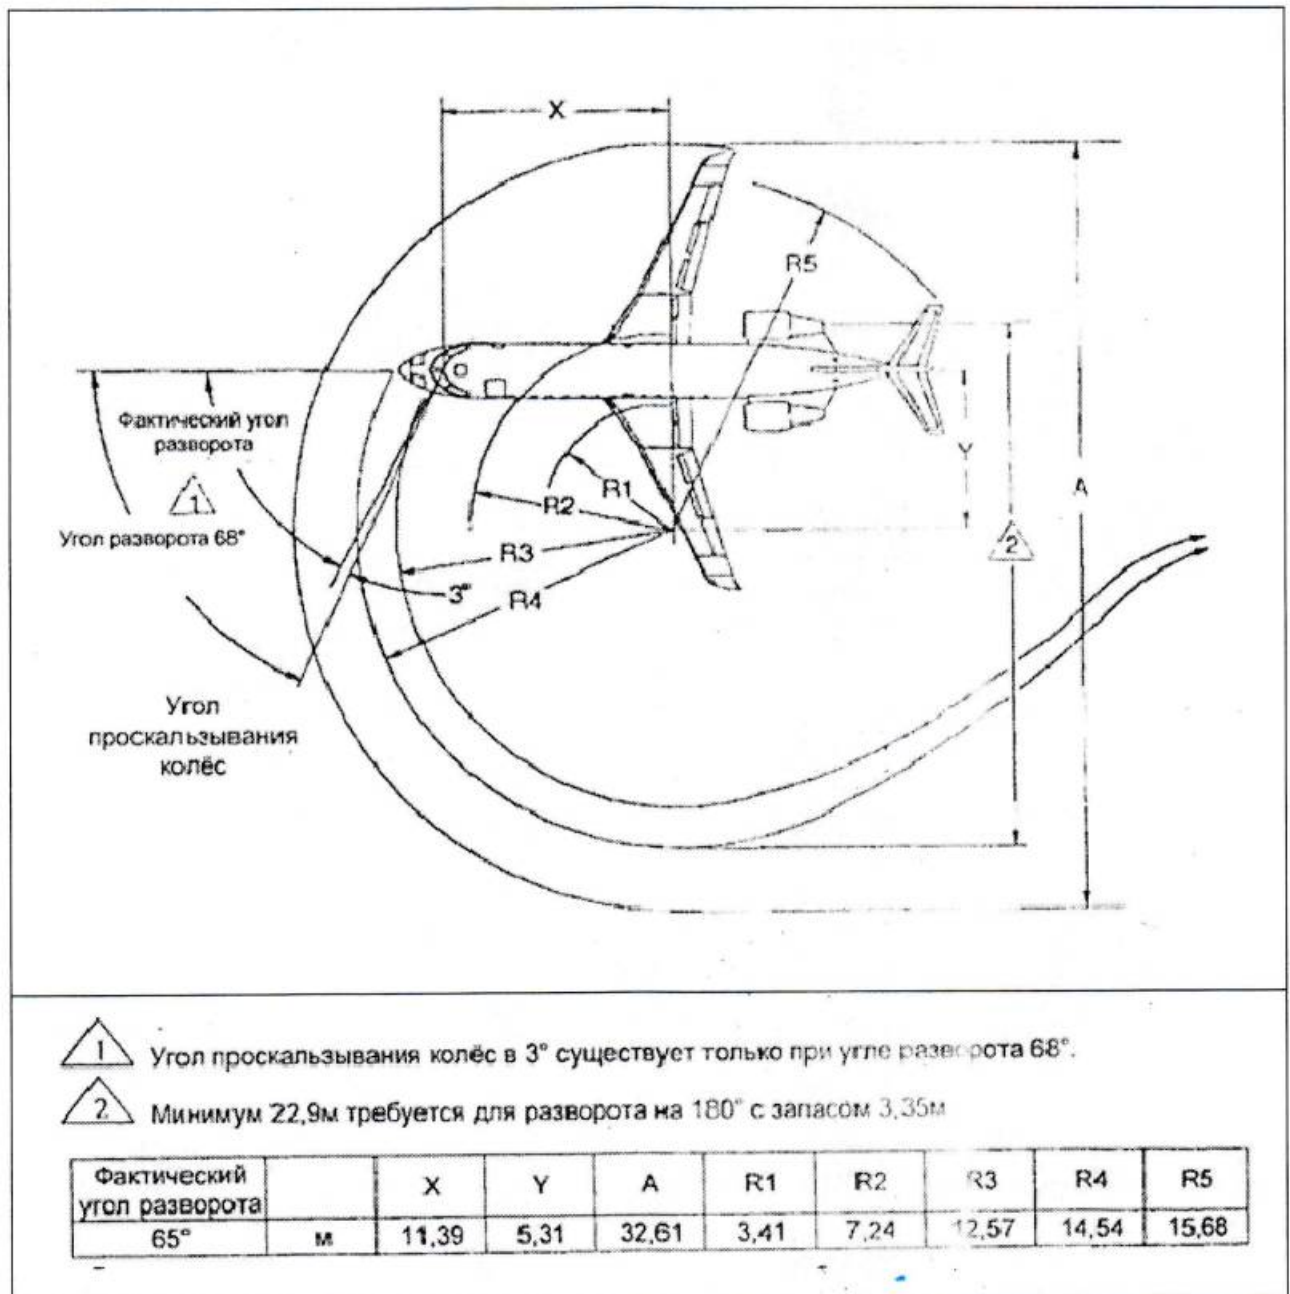 X
R5
Фактический угол
разворота
1
Угол разворота 68°
R1
R2
R3
R4
3°
Y
A
2
Угол
проскальзывания
колёс
1 Угол проскальзывания колёс в 3° существует только при угле разворота 68°.
2 Минимум 22,9м требуется для разворота на 180° с запасом 3,35м
Фактический
угол разворота X Y A R1 R2 R3 R4 R5
65° м 11,39 5,31 32,61 3,41 7,24 12,57 14,54 15,68